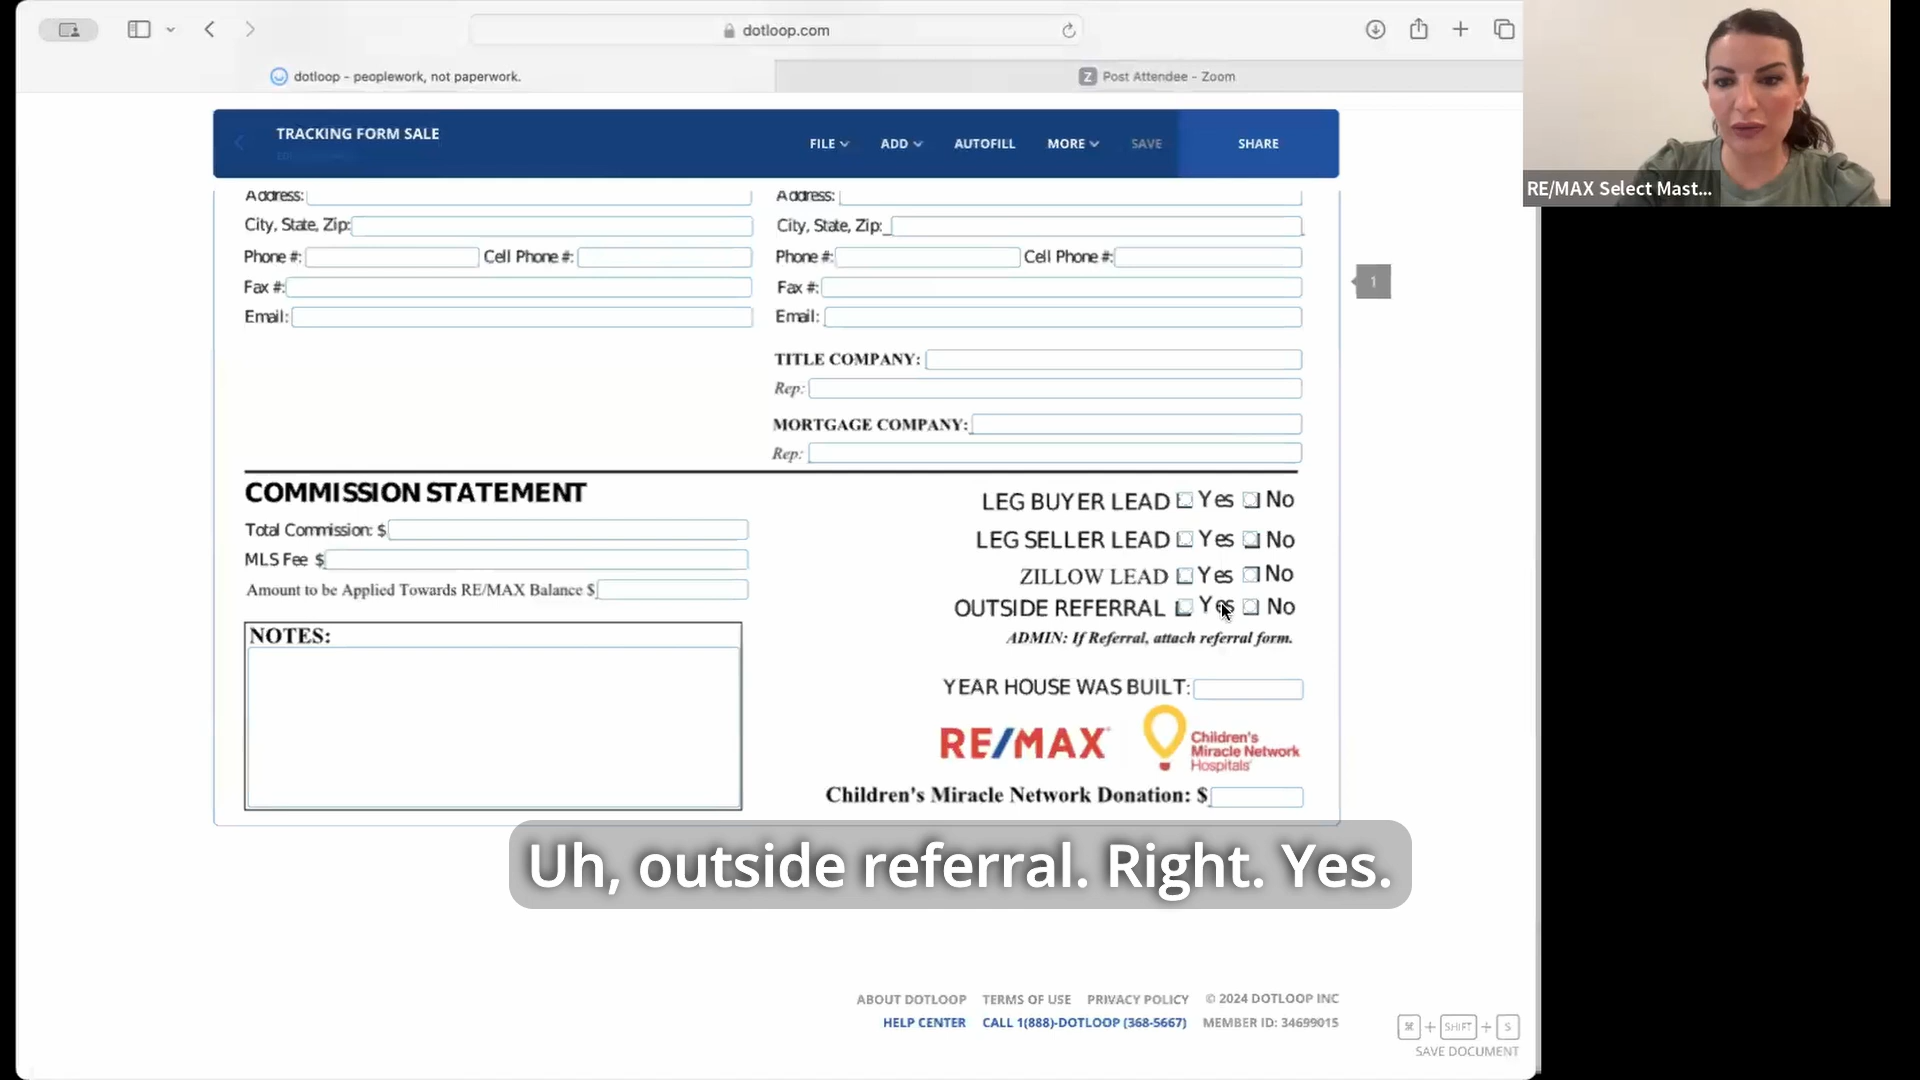 dotloop.com
dotloop - peoplework, not paperwork.
Z Post Attendee - Zoom
RE/MAX Select Mast...
TRACKING FORM SALE
FILE ADD AUTOFILL MORE SAVE SHARE
Address: Address:
City, State, Zip: City, State, Zip:
Phone #: Cell Phone #: Phone #: Cell Phone #:
Fax #: Fax #:
Email: Email:
1
TITLE COMPANY:
Rep:
MORTGAGE COMPANY:
Rep:
COMMISSION STATEMENT
Total Commission: $
MLS Fee $
Amount to be Applied Towards RE/MAX Balance $
NOTES:
LEG BUYER LEAD Yes No
LEG SELLER LEAD Yes No
ZILLOW LEAD Yes No
OUTSIDE REFERRAL Yes No
ADMIN: If Referral, attach referral form.
YEAR HOUSE WAS BUILT:
RE/MAX
Children's
Miracle Network
Hospitals
Children's Miracle Network Donation: $
Uh, outside referral. Right. Yes.
ABOUT DOTLOOP TERMS OF USE PRIVACY POLICY © 2024 DOTLOOP INC
HELP CENTER CALL 1(888)-DOTLOOP (368-5667) MEMBER ID: 34699015
⌘ + SHIFT + S
SAVE DOCUMENT